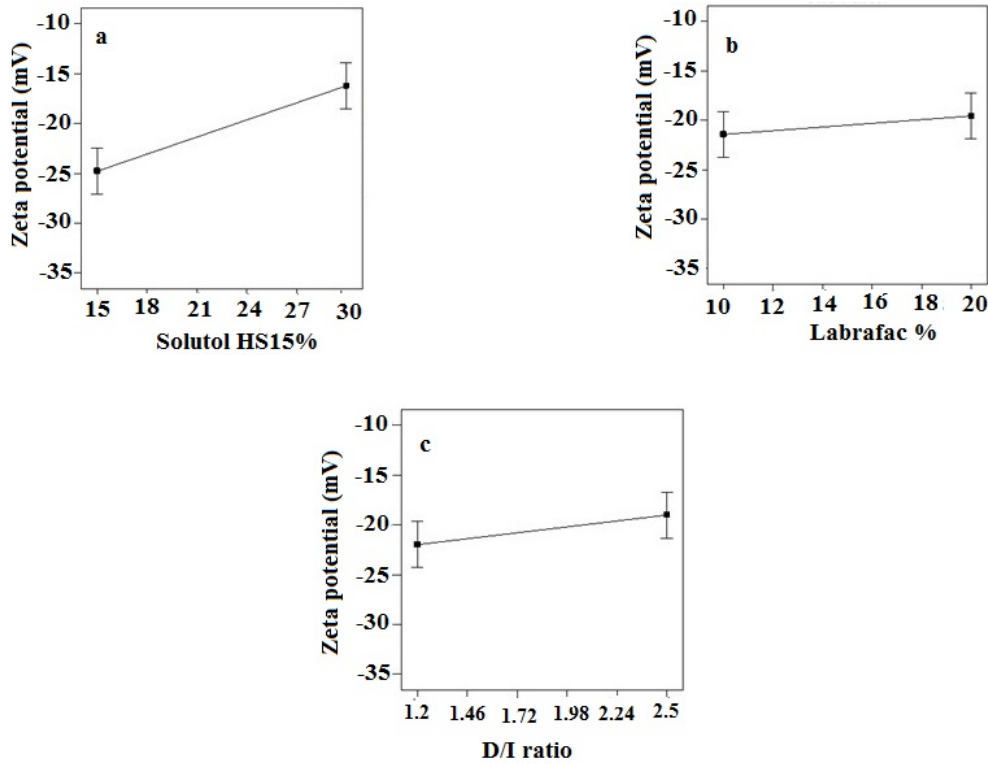 a
Zeta potential (mV)
-10
-15
-20
-25
-30
-35
15 18 21 24 27 30
Solutol HS15%
b
Zeta potential (mV)
-10
-15
-20
-25
-30
-35
10 12 14 16 18 20
Labrafac %
c
Zeta potential (mV)
-10
-15
-20
-25
-30
-35
1.2 1.46 1.72 1.98 2.24 2.5
D/I ratio